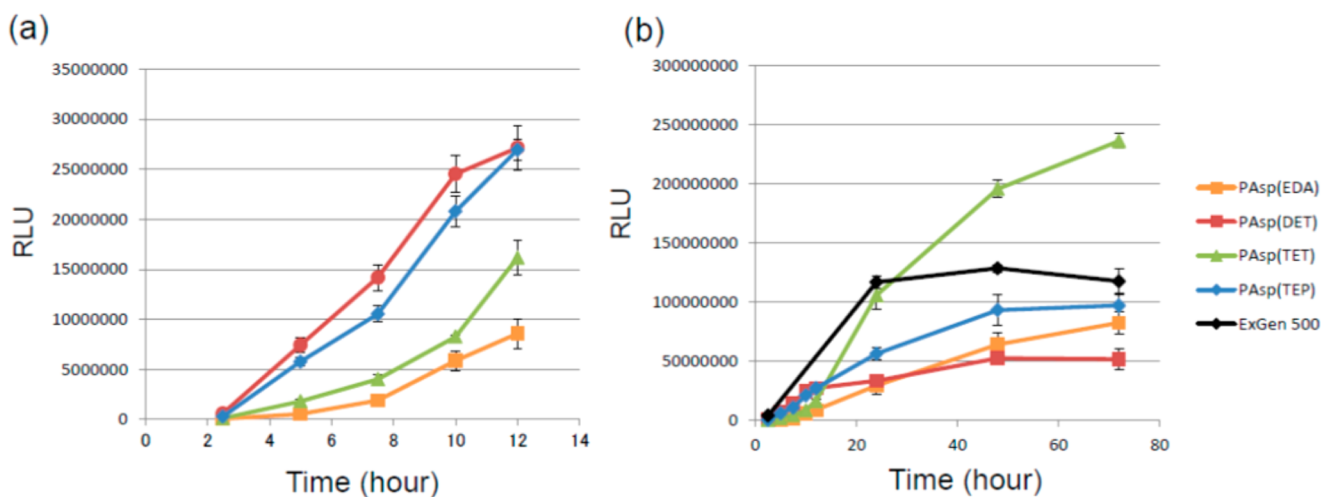 (a)
RLU
35000000
30000000
25000000
20000000
15000000
10000000
5000000
0
0 2 4 6 8 10 12 14
Time (hour)
(b)
RLU
300000000
250000000
200000000
150000000
100000000
50000000
0
0 20 40 60 80
Time (hour)
PAsp(EDA)
PAsp(DET)
PAsp(TET)
PAsp(TEP)
ExGen 500